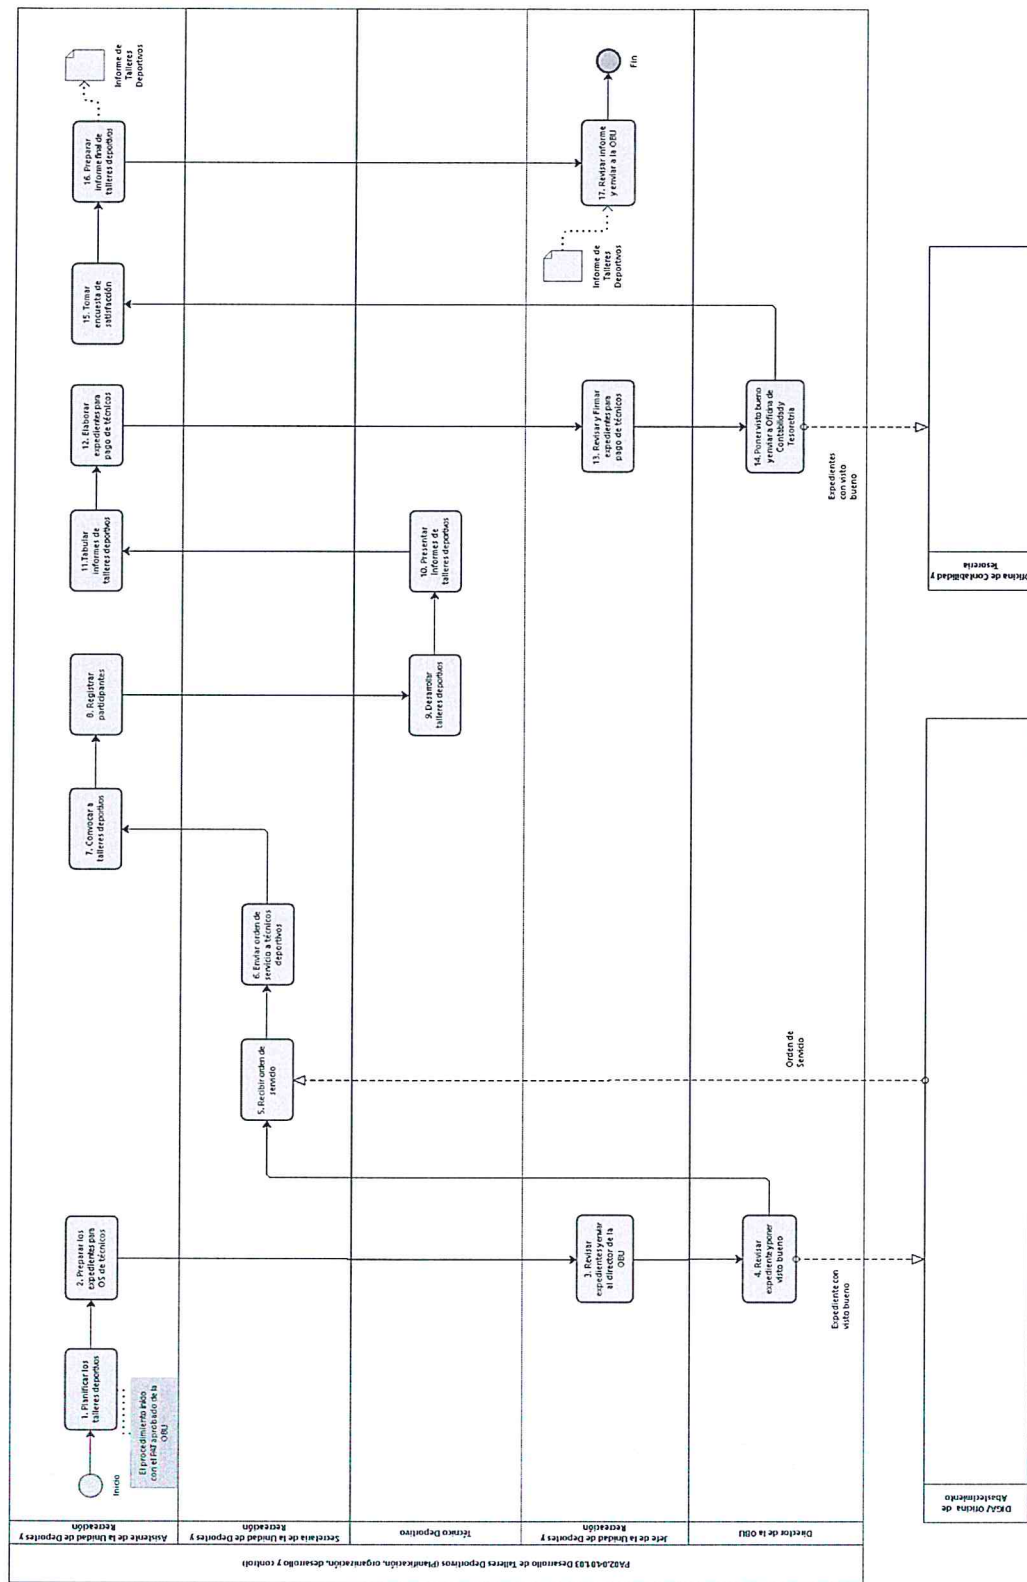 PA02.04.01.03 Desarrollo de Talleres Deportivos (Planificación, organización, desarrollo y control)
Asistente de la Unidad de Deportes y
Recreación
Inicio
El procedimiento inicio
con el PAT aprobado de la
OBU
1. Planificar los
talleres deportivos
2. Preparar los
expedientes para
OS de técnicos
7. Convocar a
talleres deportivos
8. Registrar
participantes
11.Tabular
informes de
talleres deportivos
12. Elaborar
expedientes para
pago de técnicos
15. Tomar
encuesta de
satisfacción
16. Preparar
informe final de
talleres deportivos
Informe de
Talleres
Deportivos
Secretaria de la Unidad de Deportes y
Recreación
5. Recibir orden de
servicio
6. Enviar orden de
servicio a técnicos
deportivos
Técnico Deportivo
9. Desarrollar
talleres deportivos
10. Presentar
Informes de
talleres deportivos
Jefe de la Unidad de Deportes y
Recreación
3. Revisar
expedientes y enviar
al director de la
OBU
13. Revisar y Firmar
expedientes para
pago de técnicos
Informe de
Talleres
Deportivos
17. Revisar informe
y enviar a la OBU
Fin
Director de la OBU
4. Revisar
expediente y poner
visto bueno
14. Poner visto bueno
y enviar a Oficina de
Contabilidad y
Tesoretria
Expediente con
visto bueno
Orden de
Servicio
Expedientes
con visto
bueno
DIGA/ Oficina de
Abastecimiento
Oficina de Contabilidad y
Tesorería